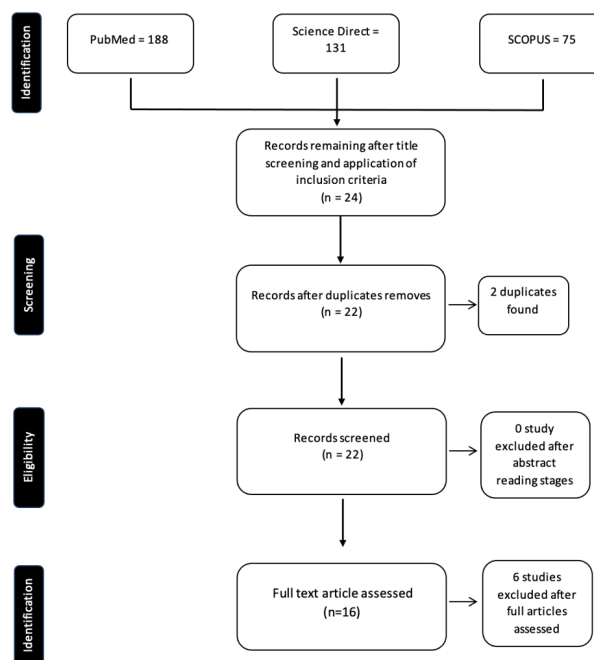 Identification
PubMed = 188
Science Direct =
131
SCOPUS = 75
Records remaining after title
screening and application of
inclusion criteria
(n = 24)
Screening
Records after duplicates removes
(n = 22)
2 duplicates
found
Eligibility
Records screened
(n = 22)
0 study
excluded after
abstract
reading stages
Identification
Full text article assessed
(n=16)
6 studies
excluded after
full articles
assessed